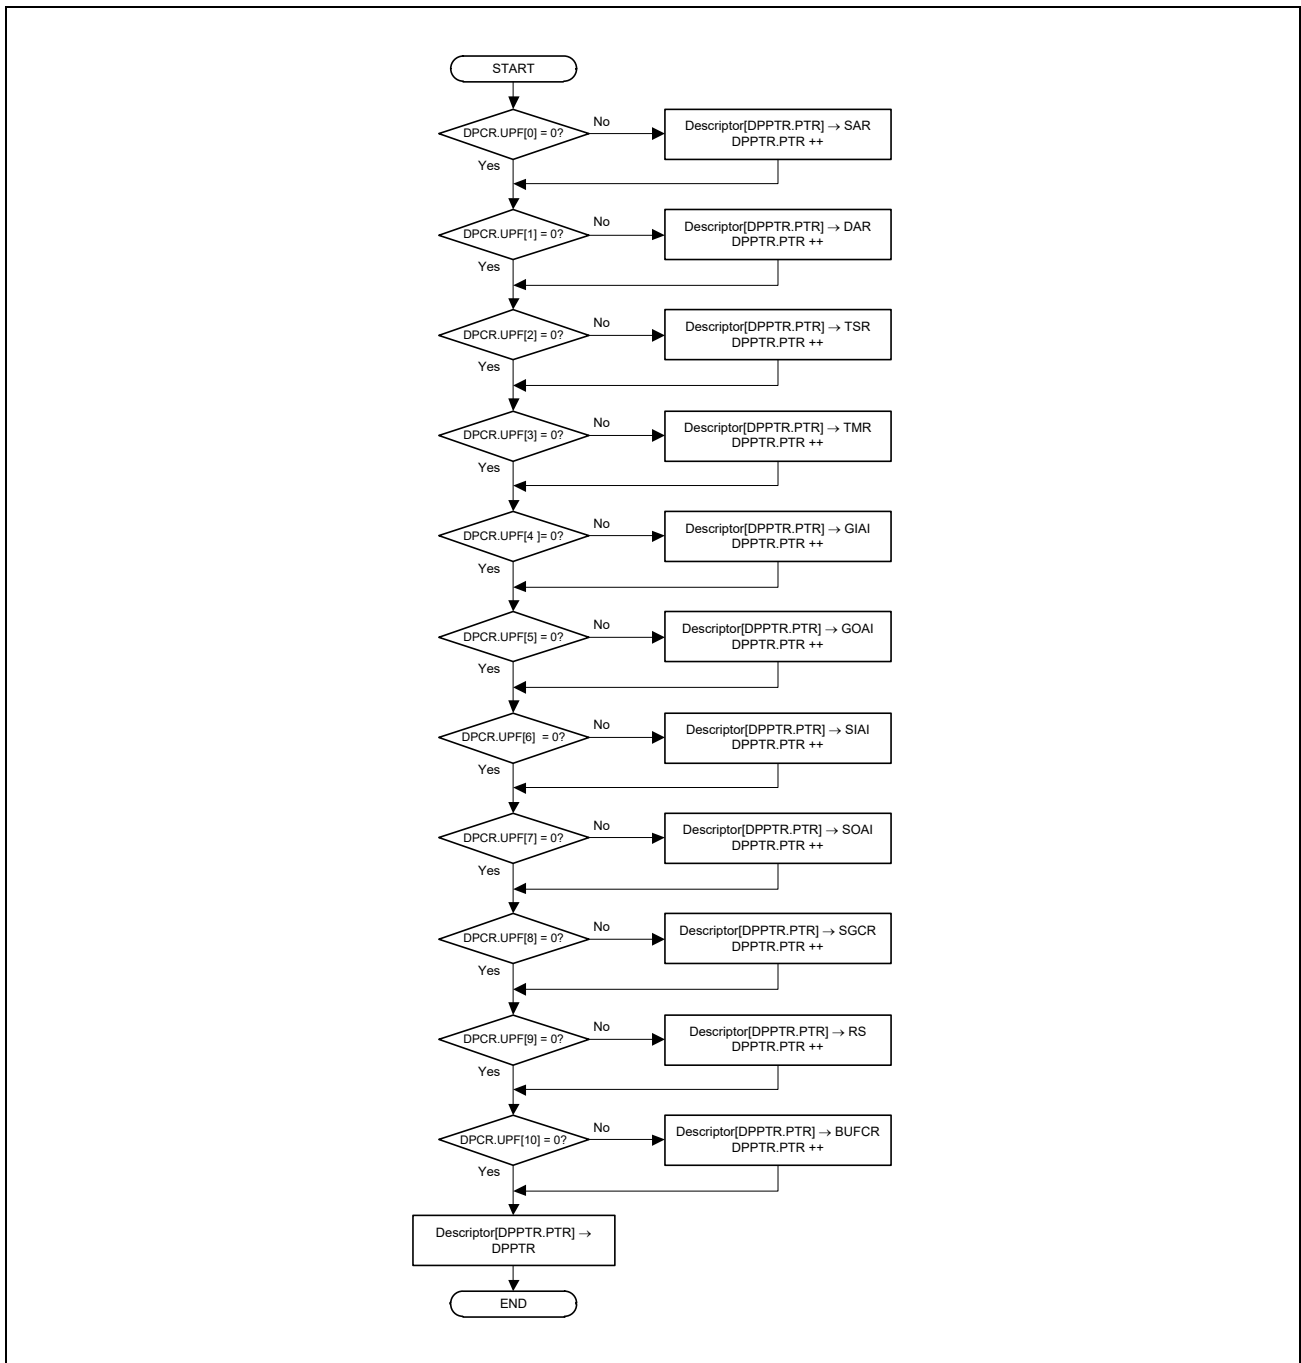 START
DPCR.UPF[0] = 0?
No
Descriptor[DPPTR.PTR] → SAR
DPPTR.PTR ++
Yes
DPCR.UPF[1] = 0?
No
Descriptor[DPPTR.PTR] → DAR
DPPTR.PTR ++
Yes
DPCR.UPF[2] = 0?
No
Descriptor[DPPTR.PTR] → TSR
DPPTR.PTR ++
Yes
DPCR.UPF[3] = 0?
No
Descriptor[DPPTR.PTR] → TMR
DPPTR.PTR ++
Yes
DPCR.UPF[4 ]= 0?
No
Descriptor[DPPTR.PTR] → GIAI
DPPTR.PTR ++
Yes
DPCR.UPF[5] = 0?
No
Descriptor[DPPTR.PTR] → GOAI
DPPTR.PTR ++
Yes
DPCR.UPF[6]  = 0?
No
Descriptor[DPPTR.PTR] → SIAI
DPPTR.PTR ++
Yes
DPCR.UPF[7] = 0?
No
Descriptor[DPPTR.PTR] → SOAI
DPPTR.PTR ++
Yes
DPCR.UPF[8] = 0?
No
Descriptor[DPPTR.PTR] → SGCR
DPPTR.PTR ++
Yes
DPCR.UPF[9] = 0?
No
Descriptor[DPPTR.PTR] → RS
DPPTR.PTR ++
Yes
DPCR.UPF[10] = 0?
No
Descriptor[DPPTR.PTR] → BUFCR
DPPTR.PTR ++
Yes
Descriptor[DPPTR.PTR] →
DPPTR
END